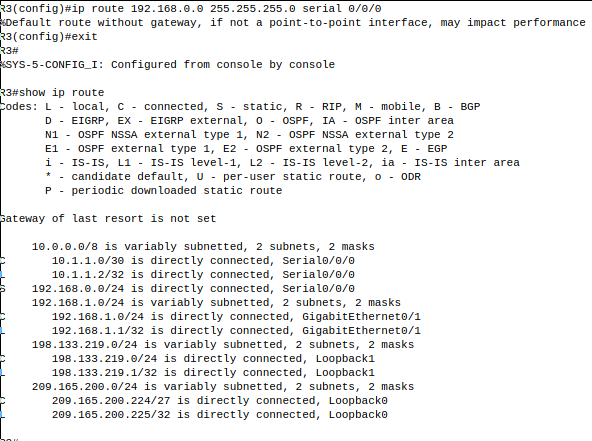 R3(config)#ip route 192.168.0.0 255.255.255.0 serial 0/0/0
%Default route without gateway, if not a point-to-point interface, may impact performance
R3(config)#exit
R3#
%SYS-5-CONFIG_I: Configured from console by console
R3#show ip route
Codes: L - local, C - connected, S - static, R - RIP, M - mobile, B - BGP
D - EIGRP, EX - EIGRP external, O - OSPF, IA - OSPF inter area
N1 - OSPF NSSA external type 1, N2 - OSPF NSSA external type 2
E1 - OSPF external type 1, E2 - OSPF external type 2, E - EGP
i - IS-IS, L1 - IS-IS level-1, L2 - IS-IS level-2, ia - IS-IS inter area
* - candidate default, U - per-user static route, o - ODR
P - periodic downloaded static route
Gateway of last resort is not set
10.0.0.0/8 is variably subnetted, 2 subnets, 2 masks
C 10.1.1.0/30 is directly connected, Serial0/0/0
L 10.1.1.2/32 is directly connected, Serial0/0/0
S 192.168.0.0/24 is directly connected, Serial0/0/0
192.168.1.0/24 is variably subnetted, 2 subnets, 2 masks
C 192.168.1.0/24 is directly connected, GigabitEthernet0/1
L 192.168.1.1/32 is directly connected, GigabitEthernet0/1
198.133.219.0/24 is variably subnetted, 2 subnets, 2 masks
C 198.133.219.0/24 is directly connected, Loopback1
L 198.133.219.1/32 is directly connected, Loopback1
209.165.200.0/24 is variably subnetted, 2 subnets, 2 masks
C 209.165.200.224/27 is directly connected, Loopback0
L 209.165.200.225/32 is directly connected, Loopback0